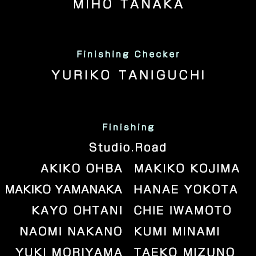 MIHO TANAKA
Finishing Checker
YURIKO TANIGUCHI
Finishing
Studio.Road
AKIKO OHBA MAKIKO KOJIMA
MAKIKO YAMANAKA HANAE YOKOTA
KAYO OHTANI CHIE IWAMOTO
NAOMI NAKANO KUMI MINAMI
YUKI MORIYAMA TAEKO MIZUNO